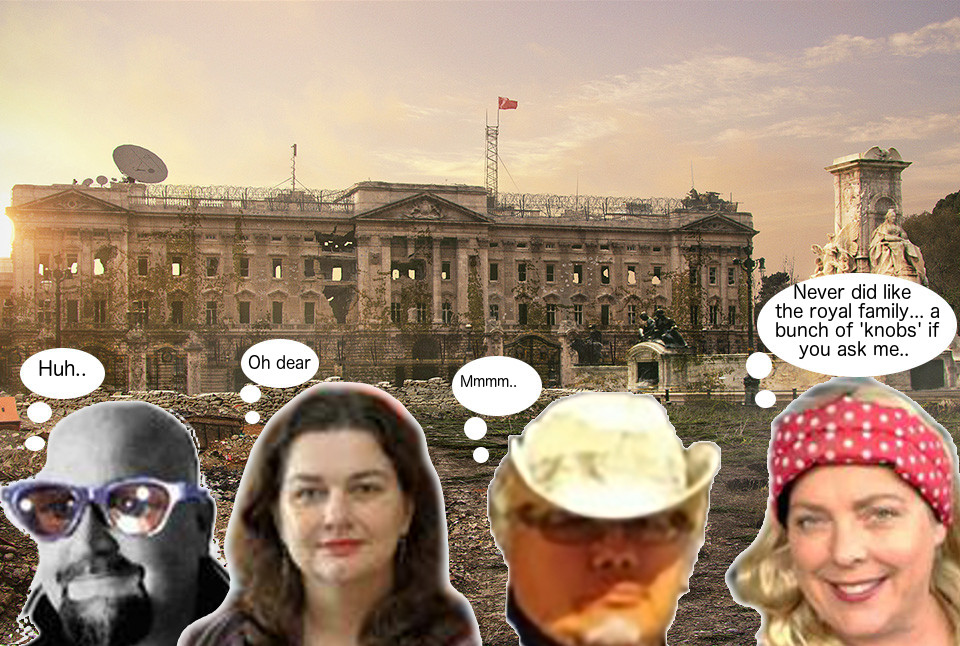 Huh..
Oh dear
Mmmm..
Never did like
the royal family... a
bunch of 'knobs' if
you ask me..